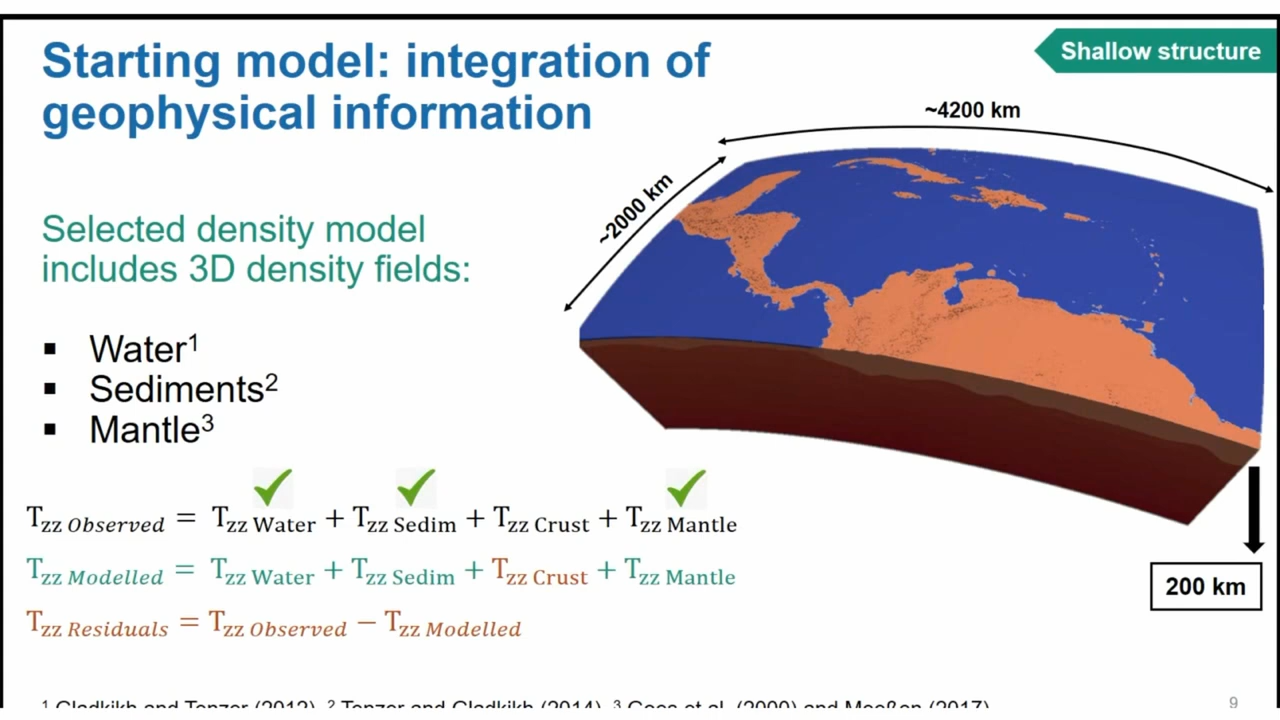 Starting model: integration of
geophysical information
Shallow structure
~4200 km
~2000 km
Selected density model
includes 3D density fields:
▪ Water¹
▪ Sediments²
▪ Mantle³
T_zz Observed = T_zz Water + T_zz Sedim + T_zz Crust + T_zz Mantle
T_zz Modelled = T_zz Water + T_zz Sedim + T_zz Crust + T_zz Mantle
T_zz Residuals = T_zz Observed − T_zz Modelled
200 km
¹ Gladkikh and Tenzer (2012), ² Tenzer and Gladkikh (2014), ³ Goes et al. (2000) and Meeßen (2017)
9